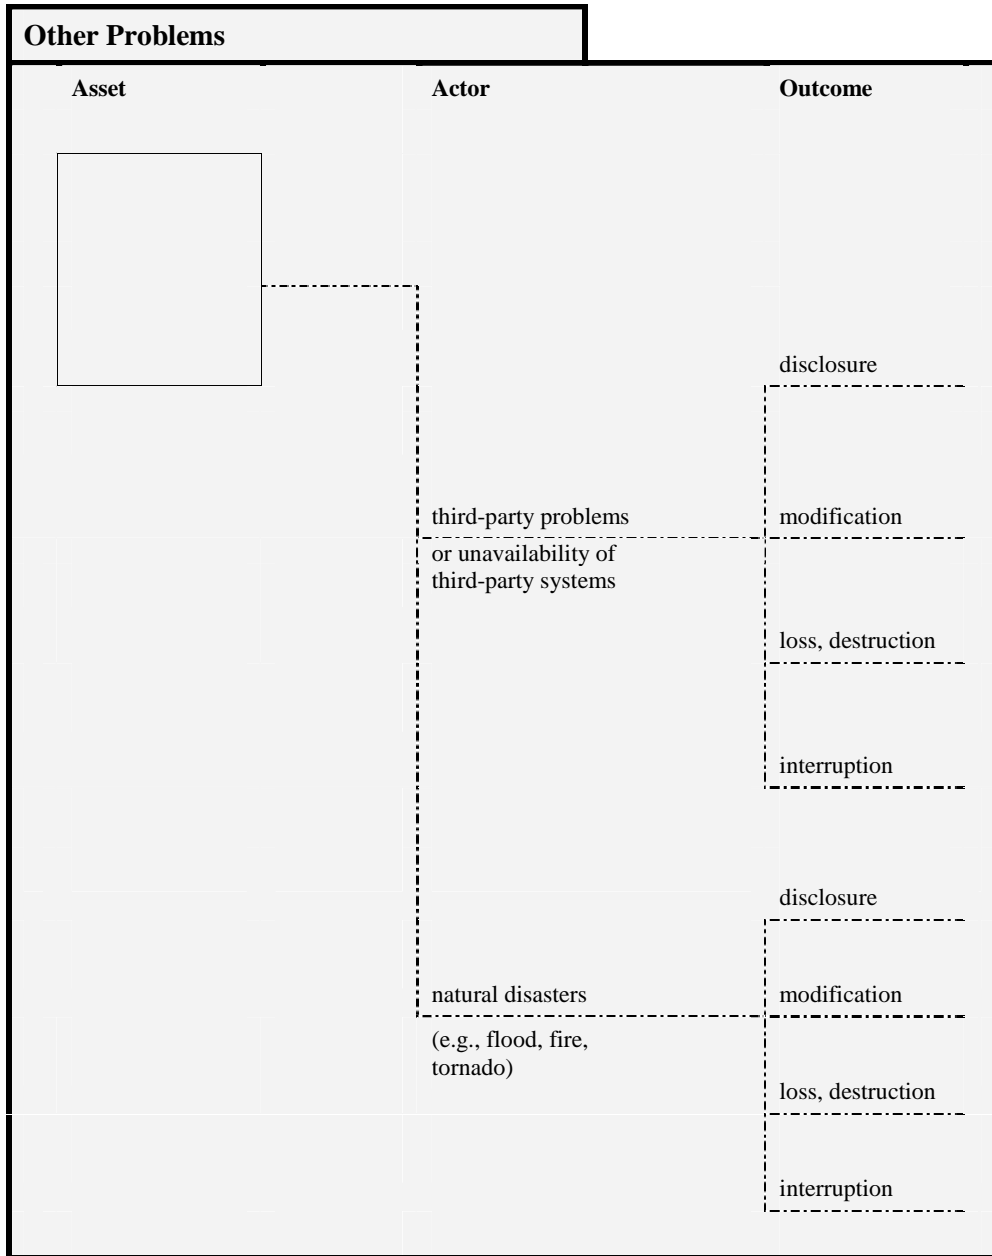 Other Problems
Asset Actor Outcome
disclosure
third-party problems modification
or unavailability of
third-party systems
loss, destruction
interruption
disclosure
natural disasters modification
(e.g., flood, fire,
tornado)
loss, destruction
interruption